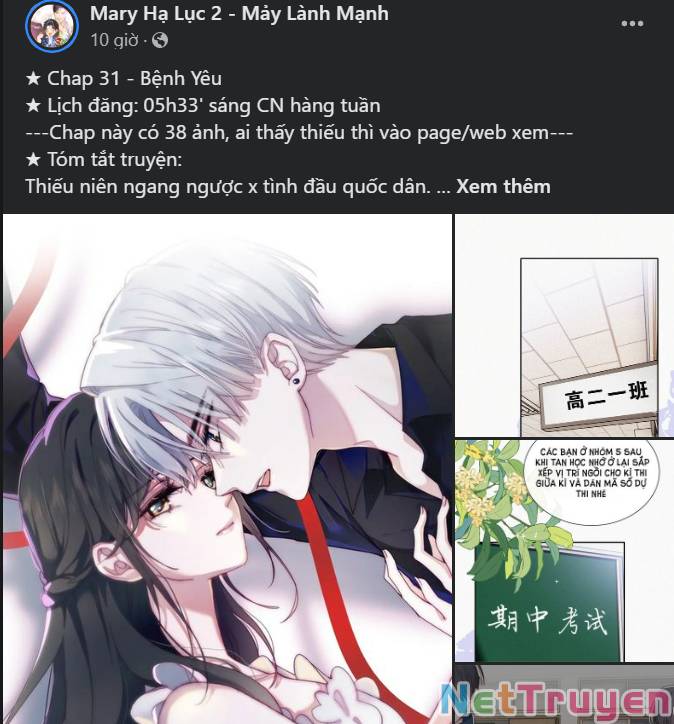 Mary Hạ Lục 2 - Mảy Lành Mạnh
10 giờ ·
★ Chap 31 - Bệnh Yêu
★ Lịch đăng: 05h33' sáng CN hàng tuần
---Chap này có 38 ảnh, ai thấy thiếu thì vào page/web xem---
★ Tóm tắt truyện:
Thiếu niên ngang ngược x tình đầu quốc dân. ... Xem thêm
高二一班
CÁC BẠN Ở NHÓM 5 SAU
KHI TAN HỌC NHỚ Ở LẠI SẮP
XẾP VỊ TRÍ NGỒI CHO KÌ THI
GIỮA KÌ VÀ DÁN MÃ SỐ DỰ
THI NHÉ
期中考试
NetTruyen